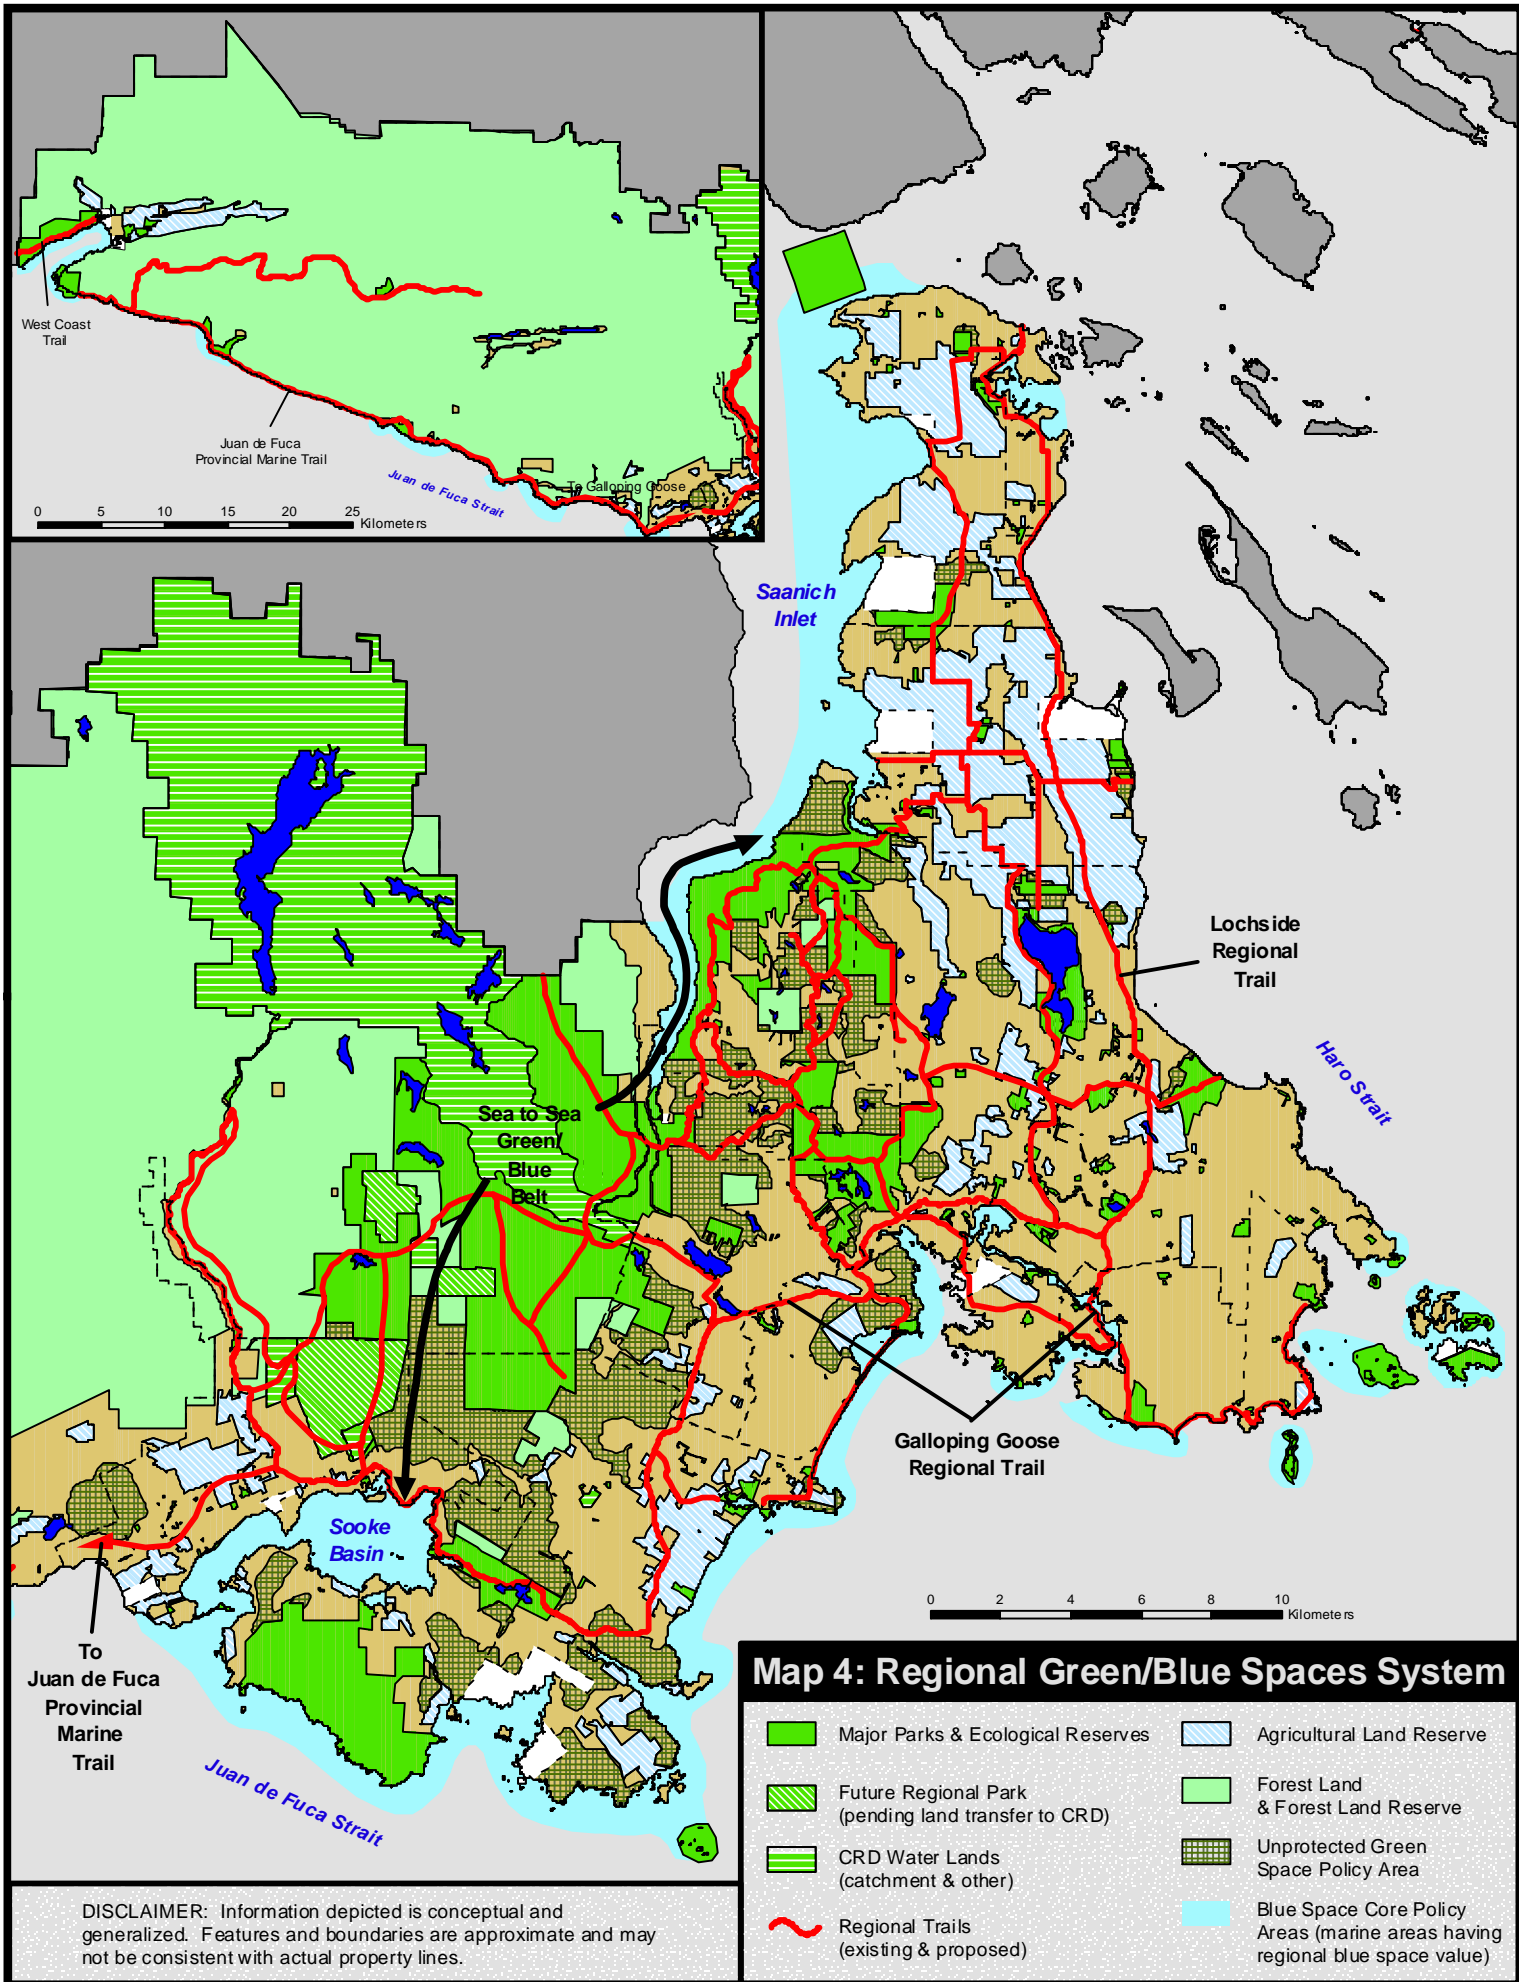 West Coast
Trail
Juan de Fuca
Provincial Marine Trail
Juan de Fuca Strait
To Galloping Goose
0 5 10 15 20 25
Kilometers
Saanich
Inlet
Lochside
Regional
Trail
Haro Strait
Sea to Sea
Green/
Blue
Belt
Galloping Goose
Regional Trail
Sooke
Basin
To
Juan de Fuca
Provincial
Marine
Trail
Juan de Fuca Strait
0 2 4 6 8 10
Kilometers
Map 4: Regional Green/Blue Spaces System
Major Parks & Ecological Reserves
Future Regional Park
(pending land transfer to CRD)
CRD Water Lands
(catchment & other)
Regional Trails
(existing & proposed)
Agricultural Land Reserve
Forest Land
& Forest Land Reserve
Unprotected Green
Space Policy Area
Blue Space Core Policy
Areas (marine areas having
regional blue space value)
DISCLAIMER: Information depicted is conceptual and
generalized. Features and boundaries are approximate and may
not be consistent with actual property lines.